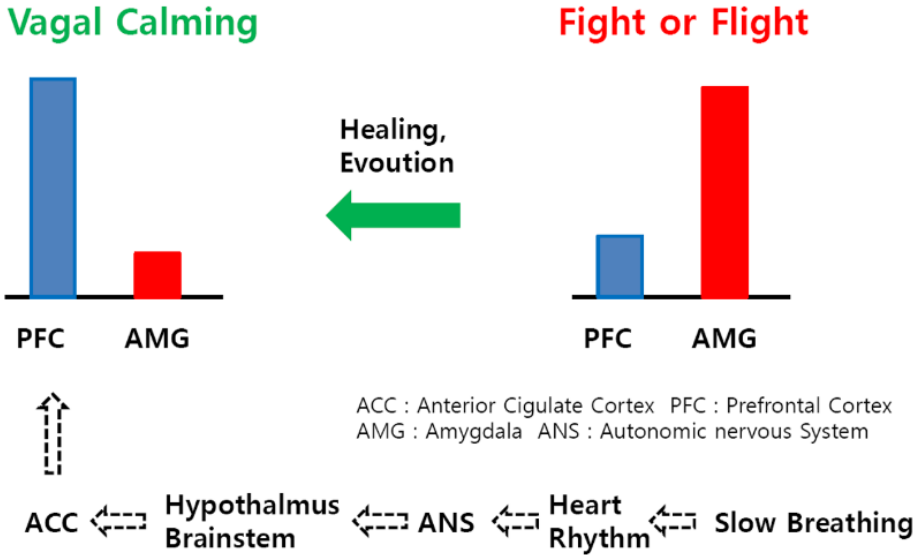 Vagal Calming
Fight or Flight
Healing,
Evoution
PFC AMG
PFC AMG
ACC : Anterior Cigulate Cortex PFC : Prefrontal Cortex
AMG : Amygdala ANS : Autonomic nervous System
ACC
Hypothalmus
Brainstem
ANS
Heart
Rhythm
Slow Breathing